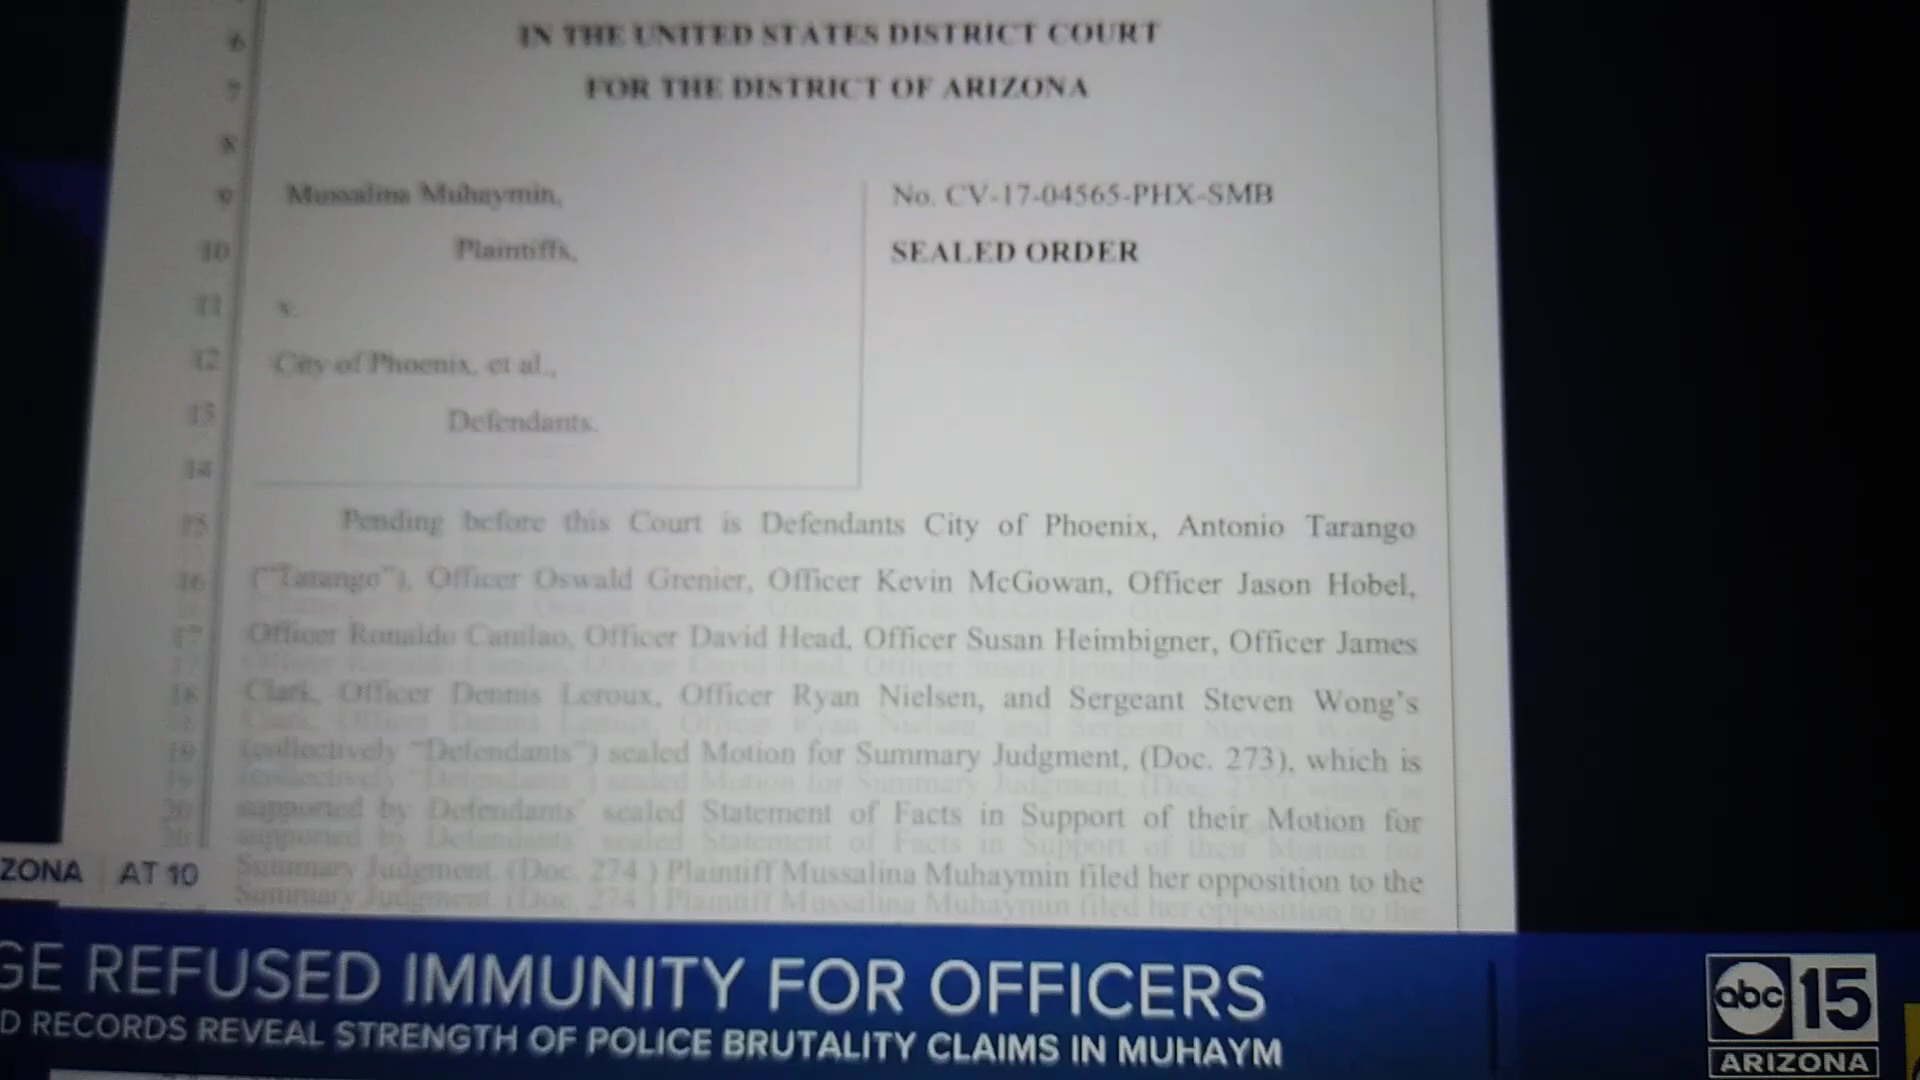 6 IN THE UNITED STATES DISTRICT COURT
7 FOR THE DISTRICT OF ARIZONA
8
9 Mussalina Muhaymin, No. CV-17-04565-PHX-SMB
10 Plaintiffs, SEALED ORDER
11 v.
12 City of Phoenix, et al.,
13 Defendants.
14
15 Pending before this Court is Defendants City of Phoenix, Antonio Tarango
16 ("Tarango"), Officer Oswald Grenier, Officer Kevin McGowan, Officer Jason Hobel,
17 Officer Ronaldo Canilao, Officer David Head, Officer Susan Heimbigner, Officer James
18 Clark, Officer Dennis Leroux, Officer Ryan Nielsen, and Sergeant Steven Wong's
19 (collectively "Defendants") sealed Motion for Summary Judgment, (Doc. 273), which is
20 supported by Defendants' sealed Statement of Facts in Support of their Motion for
Summary Judgment. (Doc. 274 ) Plaintiff Mussalina Muhaymin filed her opposition to the
ZONA AT 10
GE REFUSED IMMUNITY FOR OFFICERS
D RECORDS REVEAL STRENGTH OF POLICE BRUTALITY CLAIMS IN MUHAYM
abc 15
ARIZONA